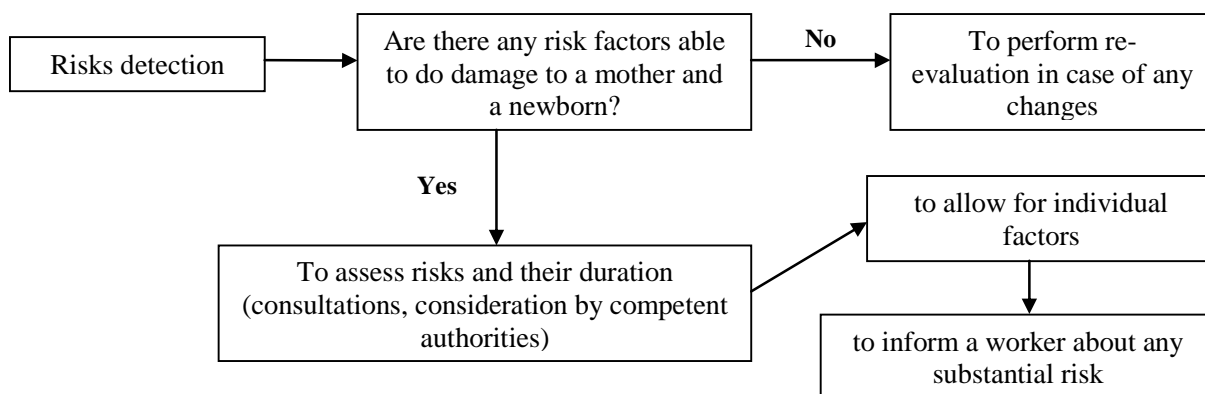 Risks detection
Are there any risk factors able
to do damage to a mother and
a newborn?
No
To perform re-
evaluation in case of any
changes
Yes
to allow for individual
factors
To assess risks and their duration
(consultations, consideration by competent
authorities)
to inform a worker about any
substantial risk